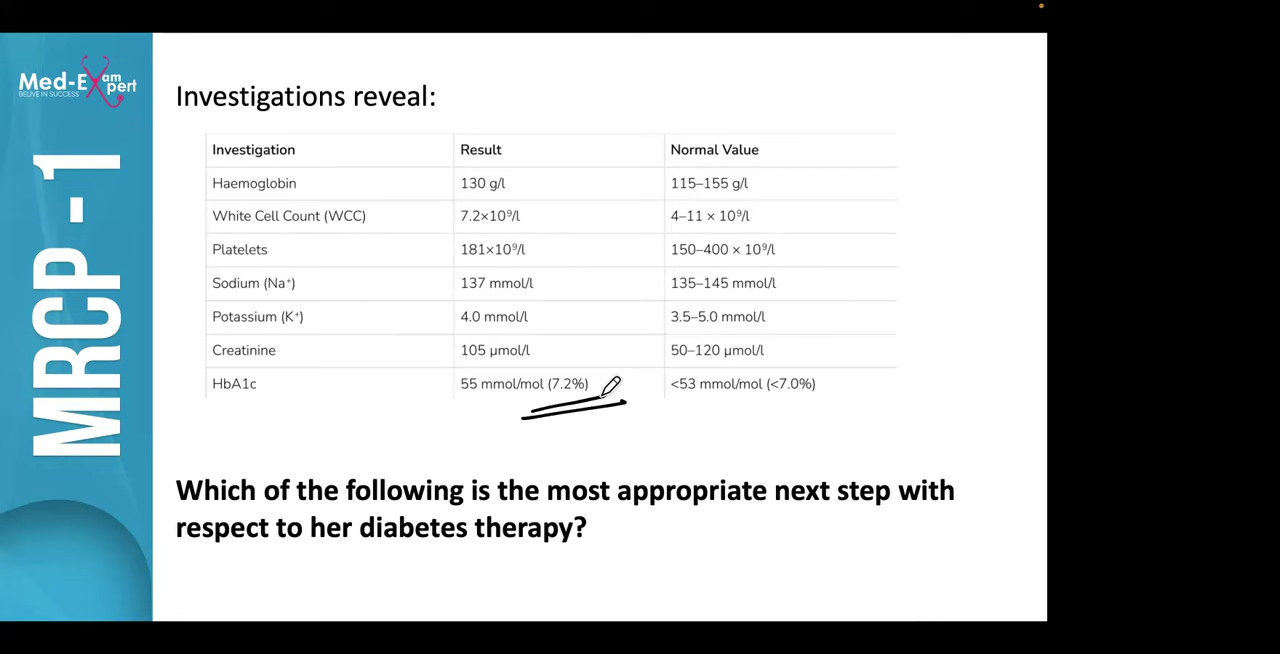 Med-Exam
pert
BELIVE IN SUCCESS
MRCP - 1
Investigations reveal:
Investigation Result Normal Value
Haemoglobin 130 g/l 115–155 g/l
White Cell Count (WCC) 7.2×10⁹/l 4–11 × 10⁹/l
Platelets 181×10⁹/l 150–400 × 10⁹/l
Sodium (Na⁺) 137 mmol/l 135–145 mmol/l
Potassium (K⁺) 4.0 mmol/l 3.5–5.0 mmol/l
Creatinine 105 µmol/l 50–120 µmol/l
HbA1c 55 mmol/mol (7.2%) <53 mmol/mol (<7.0%)
Which of the following is the most appropriate next step with
respect to her diabetes therapy?